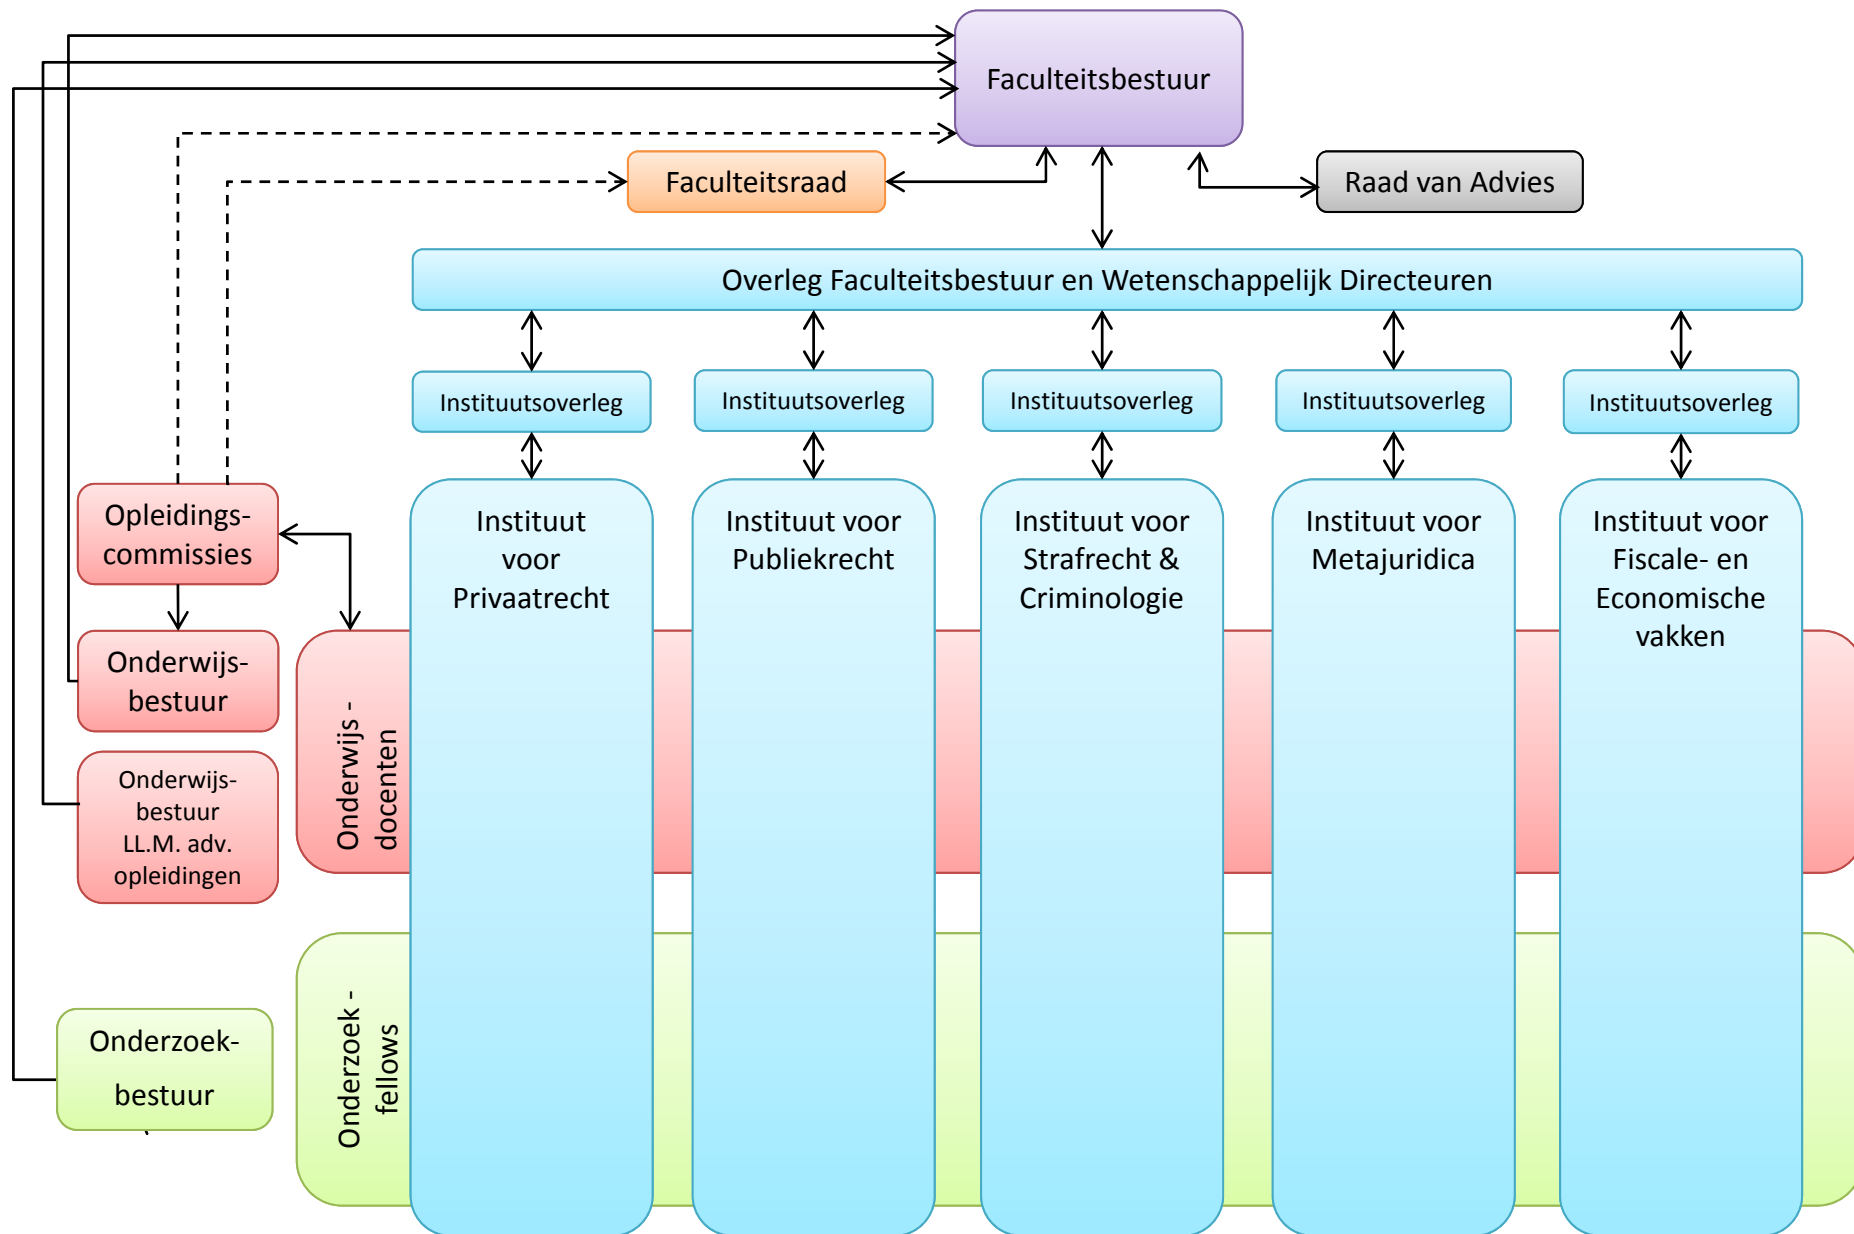 Faculteitsbestuur
Faculteitsraad
Raad van Advies
Overleg Faculteitsbestuur en Wetenschappelijk Directeuren
Instituutsoverleg
Instituutsoverleg
Instituutsoverleg
Instituutsoverleg
Instituutsoverleg
Opleidings-
commissies
Onderwijs-
bestuur
Onderwijs-
bestuur
LL.M. adv.
opleidingen
Onderzoek-
bestuur
Instituut
voor
Privaatrecht
Instituut voor
Publiekrecht
Instituut voor
Strafrecht &
Criminologie
Instituut voor
Metajuridica
Instituut voor
Fiscale- en
Economische
vakken
Onderwijs -
docenten
Onderzoek -
fellows